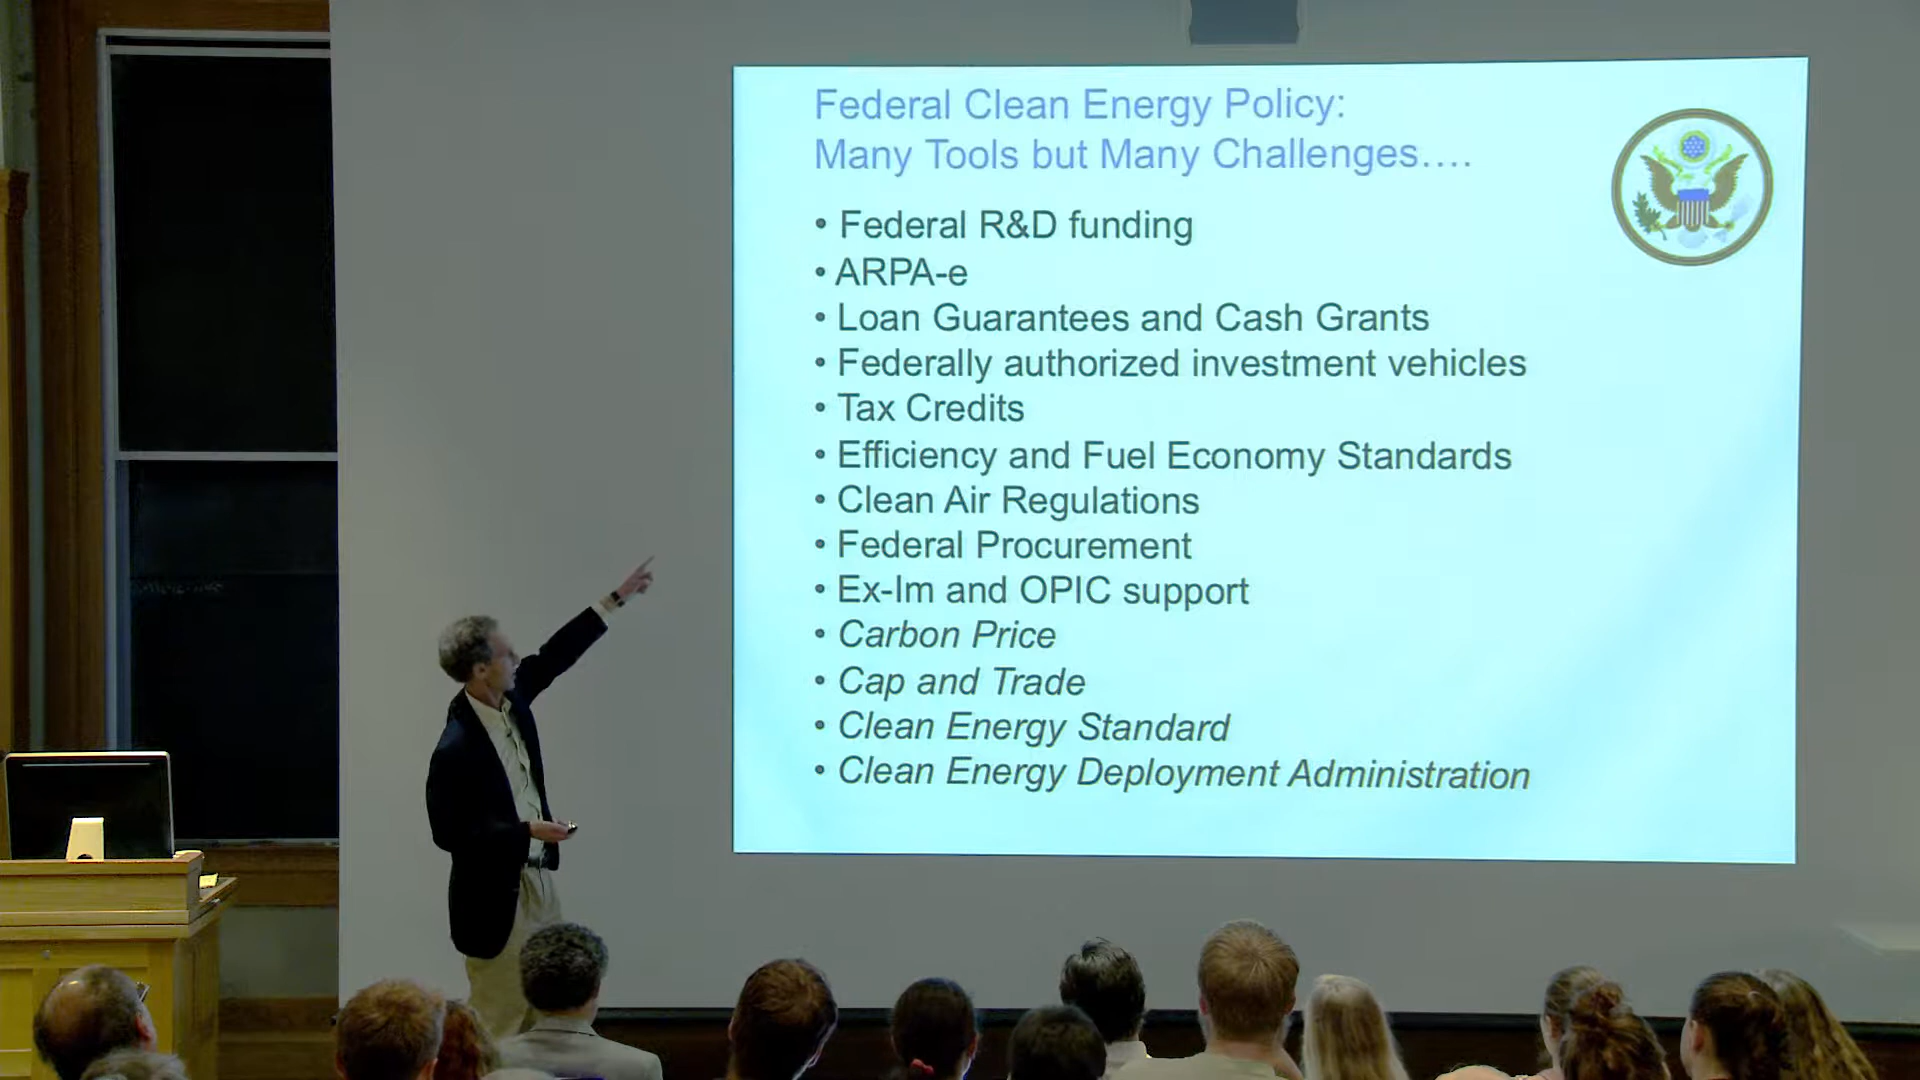 Federal Clean Energy Policy:
Many Tools but Many Challenges….
• Federal R&D funding
• ARPA-e
• Loan Guarantees and Cash Grants
• Federally authorized investment vehicles
• Tax Credits
• Efficiency and Fuel Economy Standards
• Clean Air Regulations
• Federal Procurement
• Ex-Im and OPIC support
• Carbon Price
• Cap and Trade
• Clean Energy Standard
• Clean Energy Deployment Administration